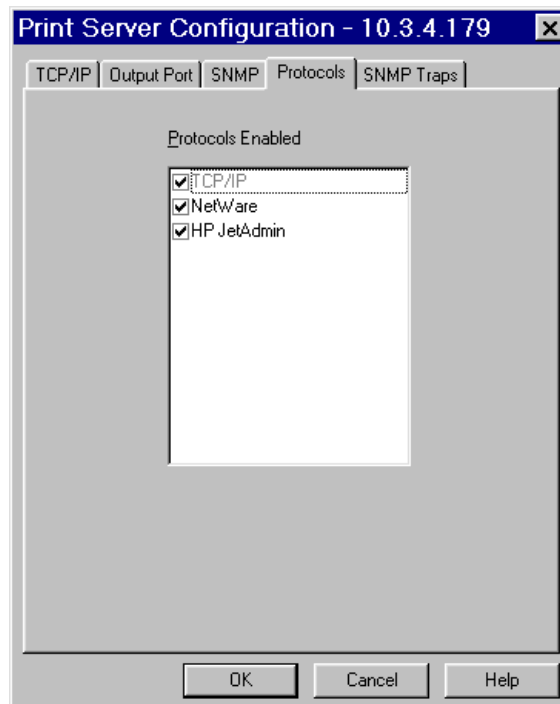 Print Server Configuration - 10.3.4.179
TCP/IP Output Port SNMP Protocols SNMP Traps
Protocols Enabled
TCP/IP
NetWare
HP JetAdmin
OK Cancel Help